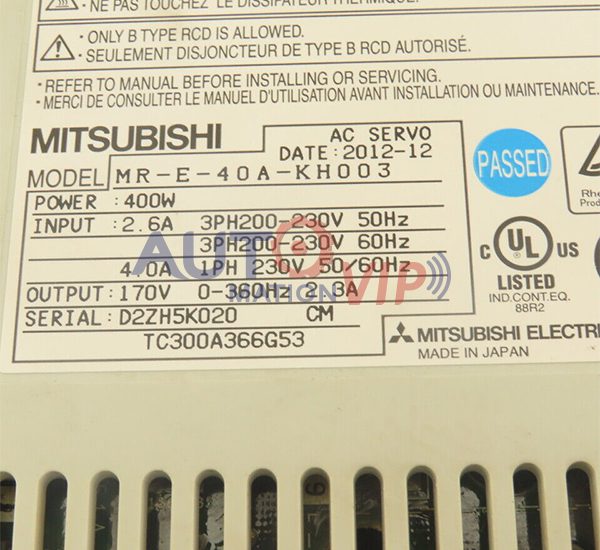 - NE PAS TOUCHEZ LE DISSIPATEUR THERMIQUE.
- ONLY B TYPE RCD IS ALLOWED.
- SEULEMENT DISJONCTEUR DE TYPE B RCD AUTORISÉ.
* REFER TO MANUAL BEFORE INSTALLING OR SERVICING.
* MERCI DE CONSULTER LE MANUEL D'UTILISATION AVANT INSTALLATION OU MAINTENANCE.
MITSUBISHI AC SERVO
DATE:2012-12
MODEL MR-E-40A-KH003
POWER :400W
INPUT :2.6A 3PH200-230V 50Hz
3PH200-230V 60Hz
4.0A 1PH 230V 50/60Hz
OUTPUT:170V 0-360Hz 2.8A
SERIAL: D2ZH5K020 CM
TC300A366G53
PASSED
C UL US
LISTED
IND.CONT.EQ.
88R2
MITSUBISHI ELECTRI
MADE IN JAPAN
AUTOMATION VIP